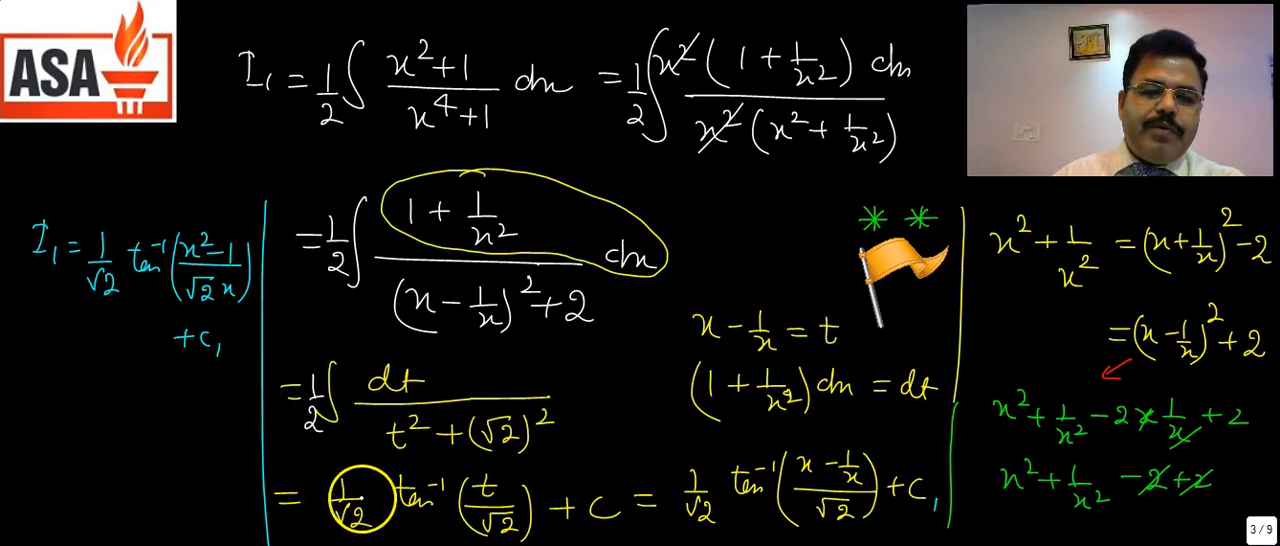 ASA
I₁ = 1/2 ∫ (x²+1)/(x⁴+1) dx = 1/2 ∫ x²(1 + 1/x²) dx / x²(x² + 1/x²)
= 1/2 ∫ (1 + 1/x²) / ((x - 1/x)² + 2) dx
x - 1/x = t
(1 + 1/x²) dx = dt
= 1/2 ∫ dt / (t² + (√2)²)
= 1/√2 tan⁻¹(t/√2) + C = 1/√2 tan⁻¹((x - 1/x)/√2) + C₁
I₁ = 1/√2 tan⁻¹((x²-1)/(√2 x))
+ C₁
* *
x² + 1/x² = (x + 1/x)² - 2
= (x - 1/x)² + 2
x² + 1/x² - 2x · 1/x + 2
x² + 1/x² - 2 + 2
3 / 9